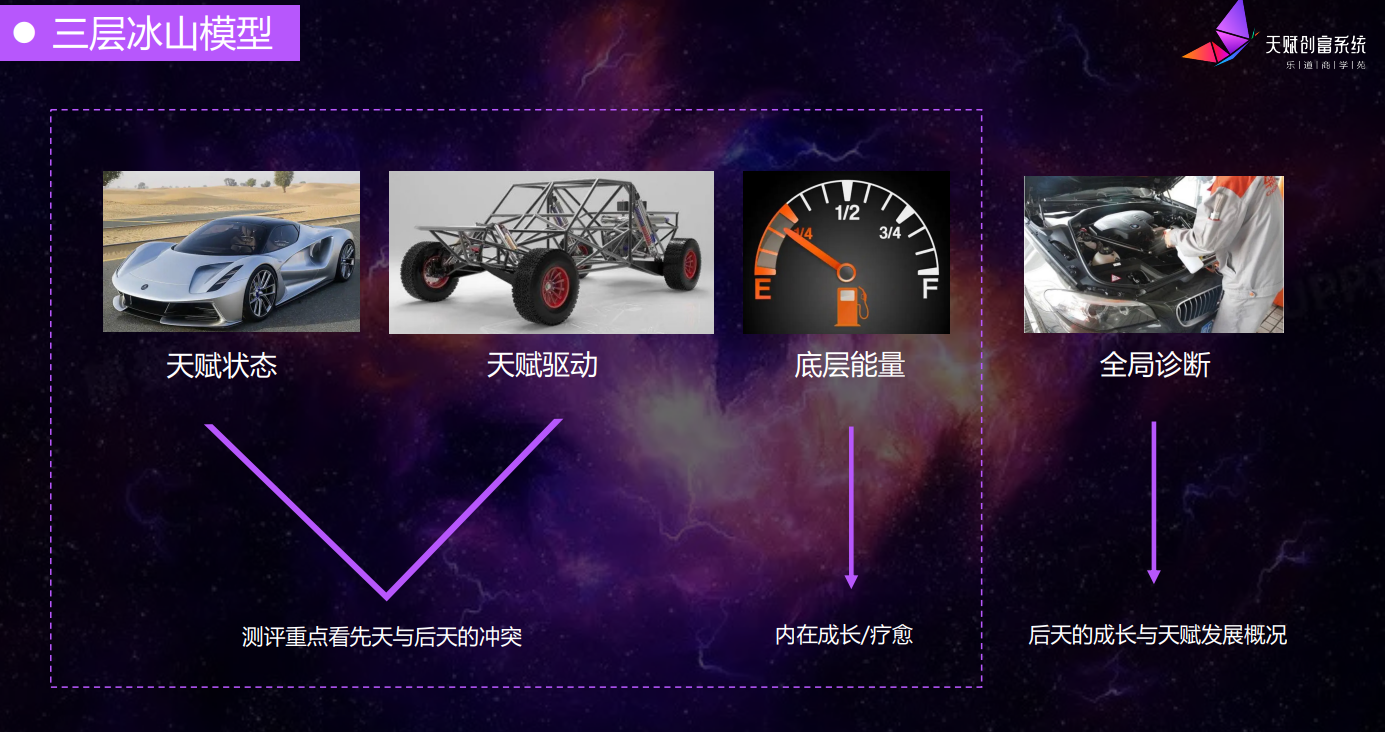 三层冰山模型
天赋创富系统
乐|道|商|学|苑
1/2
1/4
3/4
E
F
天赋状态
天赋驱动
底层能量
全局诊断
测评重点看先天与后天的冲突
内在成长/疗愈
后天的成长与天赋发展概况